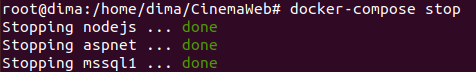 root@dima:/home/dima/CinemaWeb# docker-compose stop
Stopping nodejs ... done
Stopping aspnet ... done
Stopping mssql1 ... done